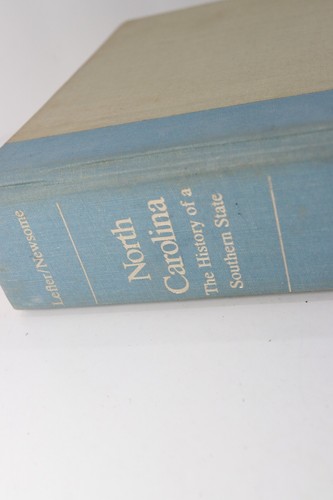 Lefler/Newsome
North
Carolina
The History of a
Southern State